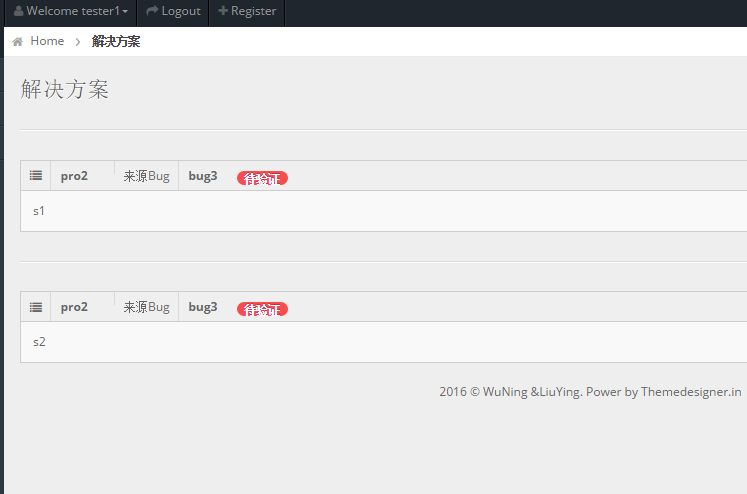 Welcome tester1 Logout Register
Home > 解决方案
解决方案
pro2 来源Bug bug3 待验证
s1
pro2 来源Bug bug3 待验证
s2
2016 © WuNing &LiuYing. Power by Themedesigner.in